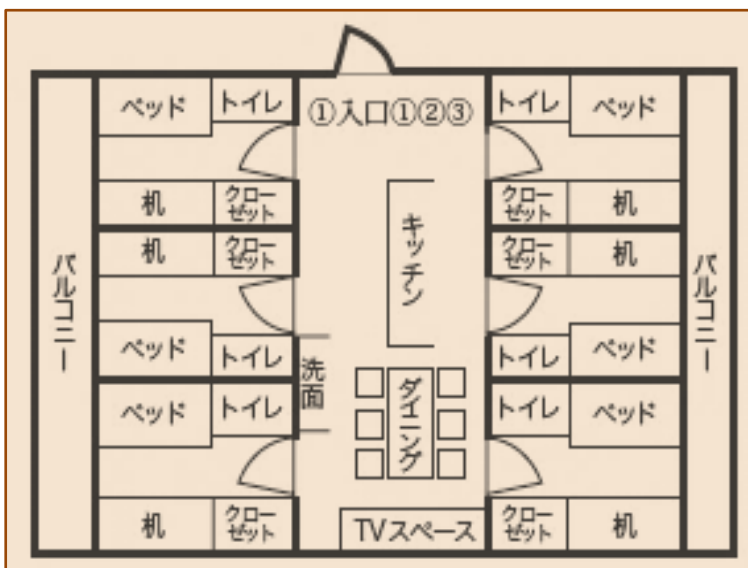 ベッド トイレ ①入口①②③ トイレ ベッド
机 クローゼット クローゼット 机
キッチン
机 クローゼット クローゼット 机
バルコニー バルコニー
ベッド トイレ トイレ ベッド
洗面
ダイニング
ベッド トイレ トイレ ベッド
机 クローゼット TVスペース クローゼット 机